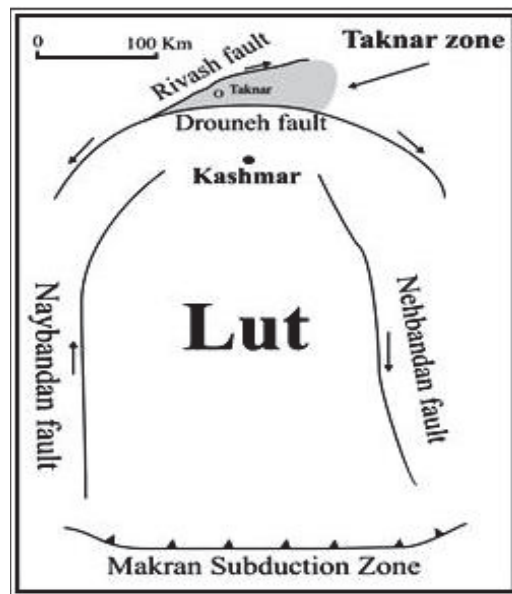 0 100 Km
Rivash fault
Taknar zone
Taknar
Drouneh fault
Kashmar
Naybandan fault
Lut
Nehbandan fault
Makran Subduction Zone